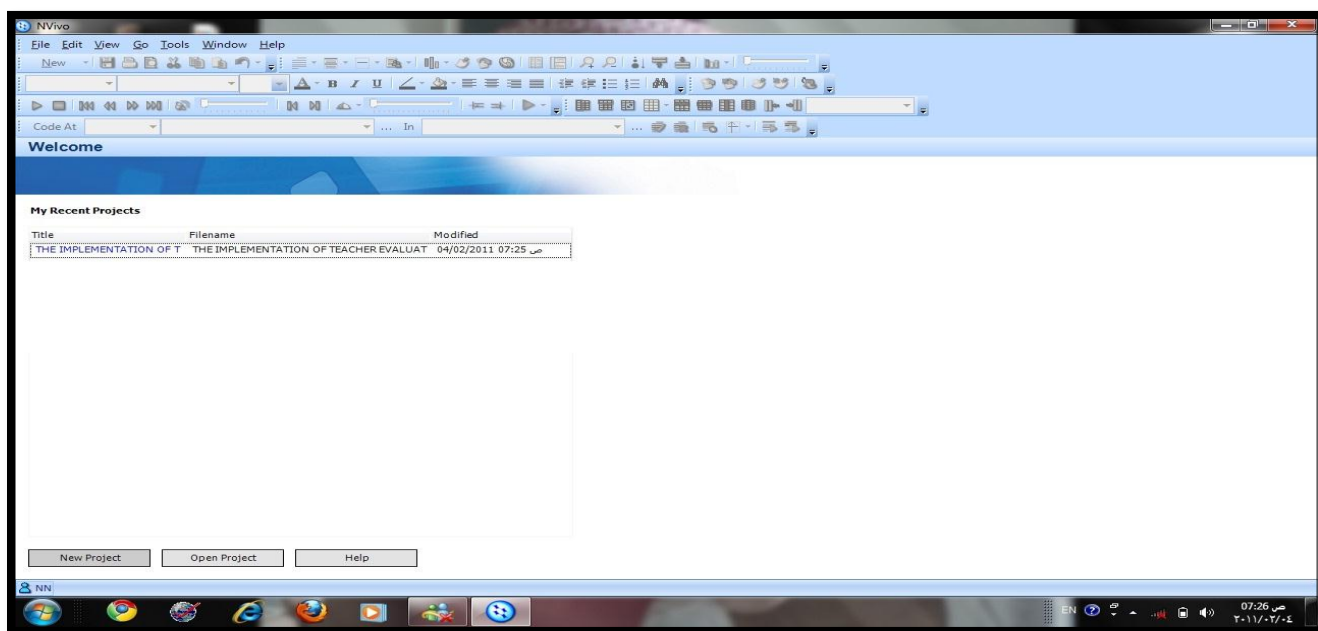 NVivo
File Edit View Go Tools Window Help
New
A B I U
Code At ... In ...
Welcome
My Recent Projects
Title Filename Modified
THE IMPLEMENTATION OF T THE IMPLEMENTATION OF TEACHER EVALUAT 04/02/2011 07:25 ص
New Project Open Project Help
NN
EN 07:26 ص
٢٠١١/٠٢/٠٤